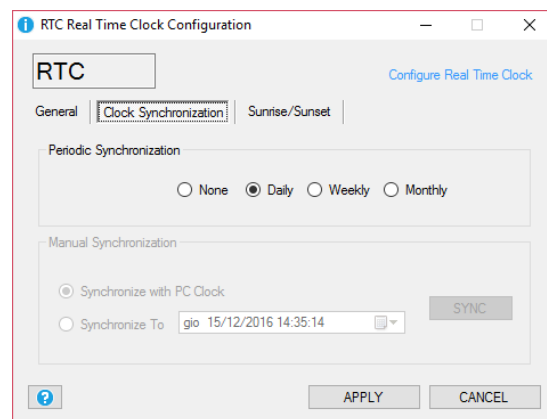 RTC Real Time Clock Configuration
RTC
Configure Real Time Clock
General Clock Synchronization Sunrise/Sunset
Periodic Synchronization
None Daily Weekly Monthly
Manual Synchronization
Synchronize with PC Clock
SYNC
Synchronize To gio 15/12/2016 14:35:14
APPLY CANCEL